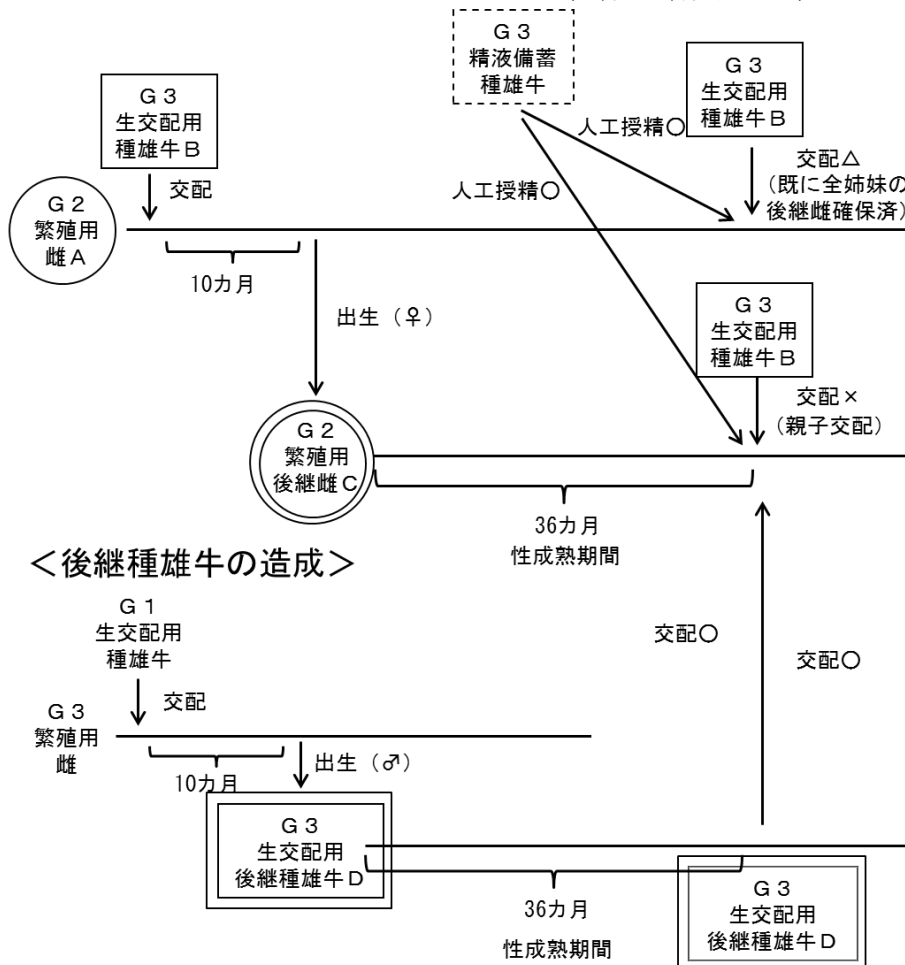 G3
精液備蓄
種雄牛
G3
生交配用
種雄牛B
G3
生交配用
種雄牛B
人工授精○
人工授精○
交配
交配△
(既に全姉妹の
後継雌確保済)
G2
繁殖用
雌A
10カ月
出生(♀)
G3
生交配用
種雄牛B
交配×
(親子交配)
G2
繁殖用
後継雌C
36カ月
性成熟期間
<後継種雄牛の造成>
G1
生交配用
種雄牛
交配○
交配○
交配
G3
繁殖用
雌
10カ月
出生(♂)
G3
生交配用
後継種雄牛D
36カ月
性成熟期間
G3
生交配用
後継種雄牛D